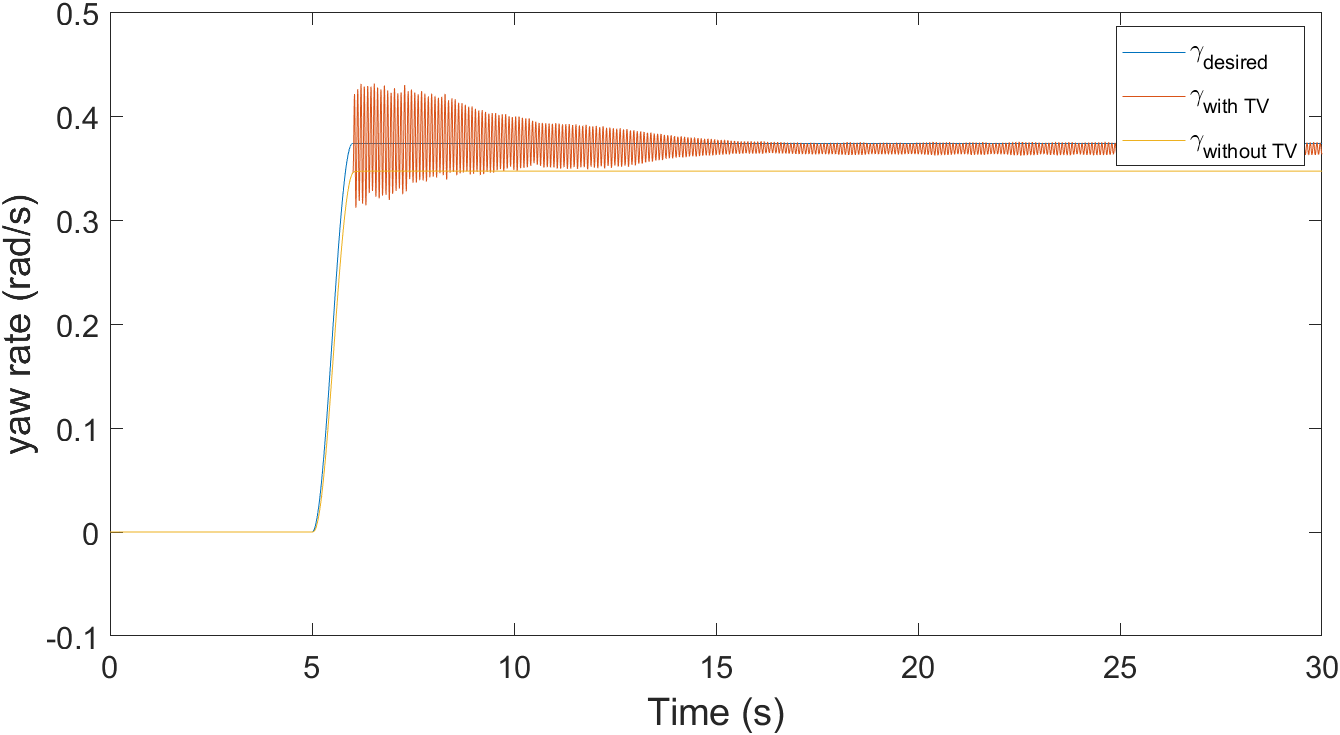 0.5
0.4
0.3
0.2
0.1
0
-0.1
yaw rate (rad/s)
γdesired
γwith TV
γwithout TV
0 5 10 15 20 25 30
Time (s)